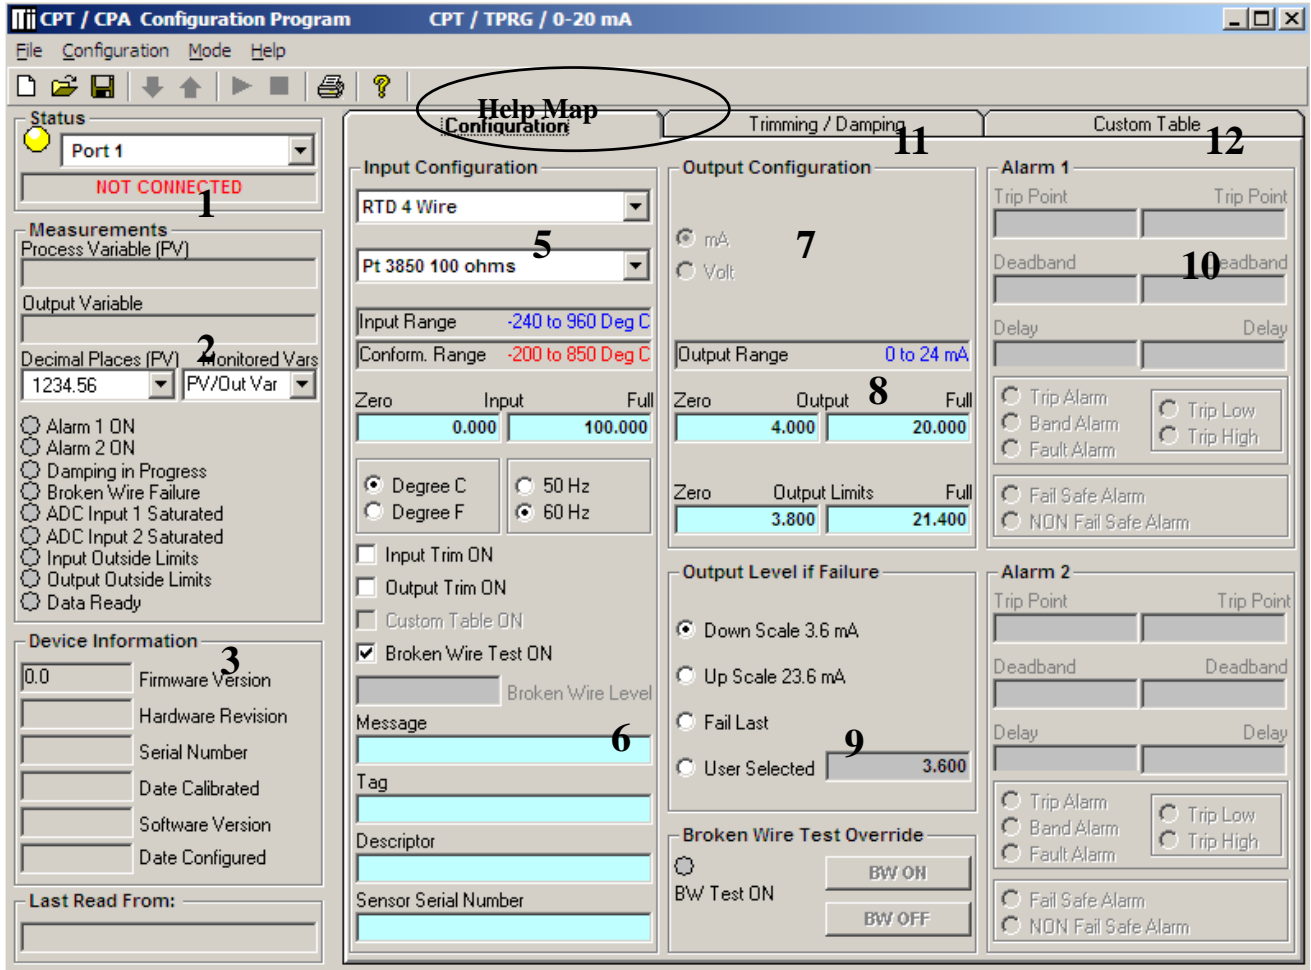 CPT / CPA Configuration Program CPT / TPRG / 0-20 mA
File Configuration Mode Help
Help Map
Configuration
Trimming / Damping
11
Custom Table
12
Status
Port 1
NOT CONNECTED
1
Measurements
Process Variable (PV)
Output Variable
2
Decimal Places (PV) Monitored Vars
1234.56 PV/Out Var
Alarm 1 ON
Alarm 2 ON
Damping in Progress
Broken Wire Failure
ADC Input 1 Saturated
ADC Input 2 Saturated
Input Outside Limits
Output Outside Limits
Data Ready
Device Information
3
0.0 Firmware Version
Hardware Revision
Serial Number
Date Calibrated
Software Version
Date Configured
Last Read From:
Input Configuration
RTD 4 Wire
5
Pt 3850 100 ohms
Input Range -240 to 960 Deg C
Conform. Range -200 to 850 Deg C
Zero Input Full
0.000 100.000
Degree C 50 Hz
Degree F 60 Hz
Input Trim ON
Output Trim ON
Custom Table ON
Broken Wire Test ON
Broken Wire Level
Message
6
Tag
Descriptor
Sensor Serial Number
Output Configuration
mA
7
Volt
Output Range 0 to 24 mA
8
Zero Output Full
4.000 20.000
Zero Output Limits Full
3.800 21.400
Output Level if Failure
Down Scale 3.6 mA
Up Scale 23.6 mA
Fail Last
9
User Selected 3.600
Broken Wire Test Override
BW Test ON
BW ON
BW OFF
Alarm 1
Trip Point Trip Point
10
Deadband Deadband
Delay Delay
Trip Alarm Trip Low
Band Alarm Trip High
Fault Alarm
Fail Safe Alarm
NON Fail Safe Alarm
Alarm 2
Trip Point Trip Point
Deadband Deadband
Delay Delay
Trip Alarm Trip Low
Band Alarm Trip High
Fault Alarm
Fail Safe Alarm
NON Fail Safe Alarm